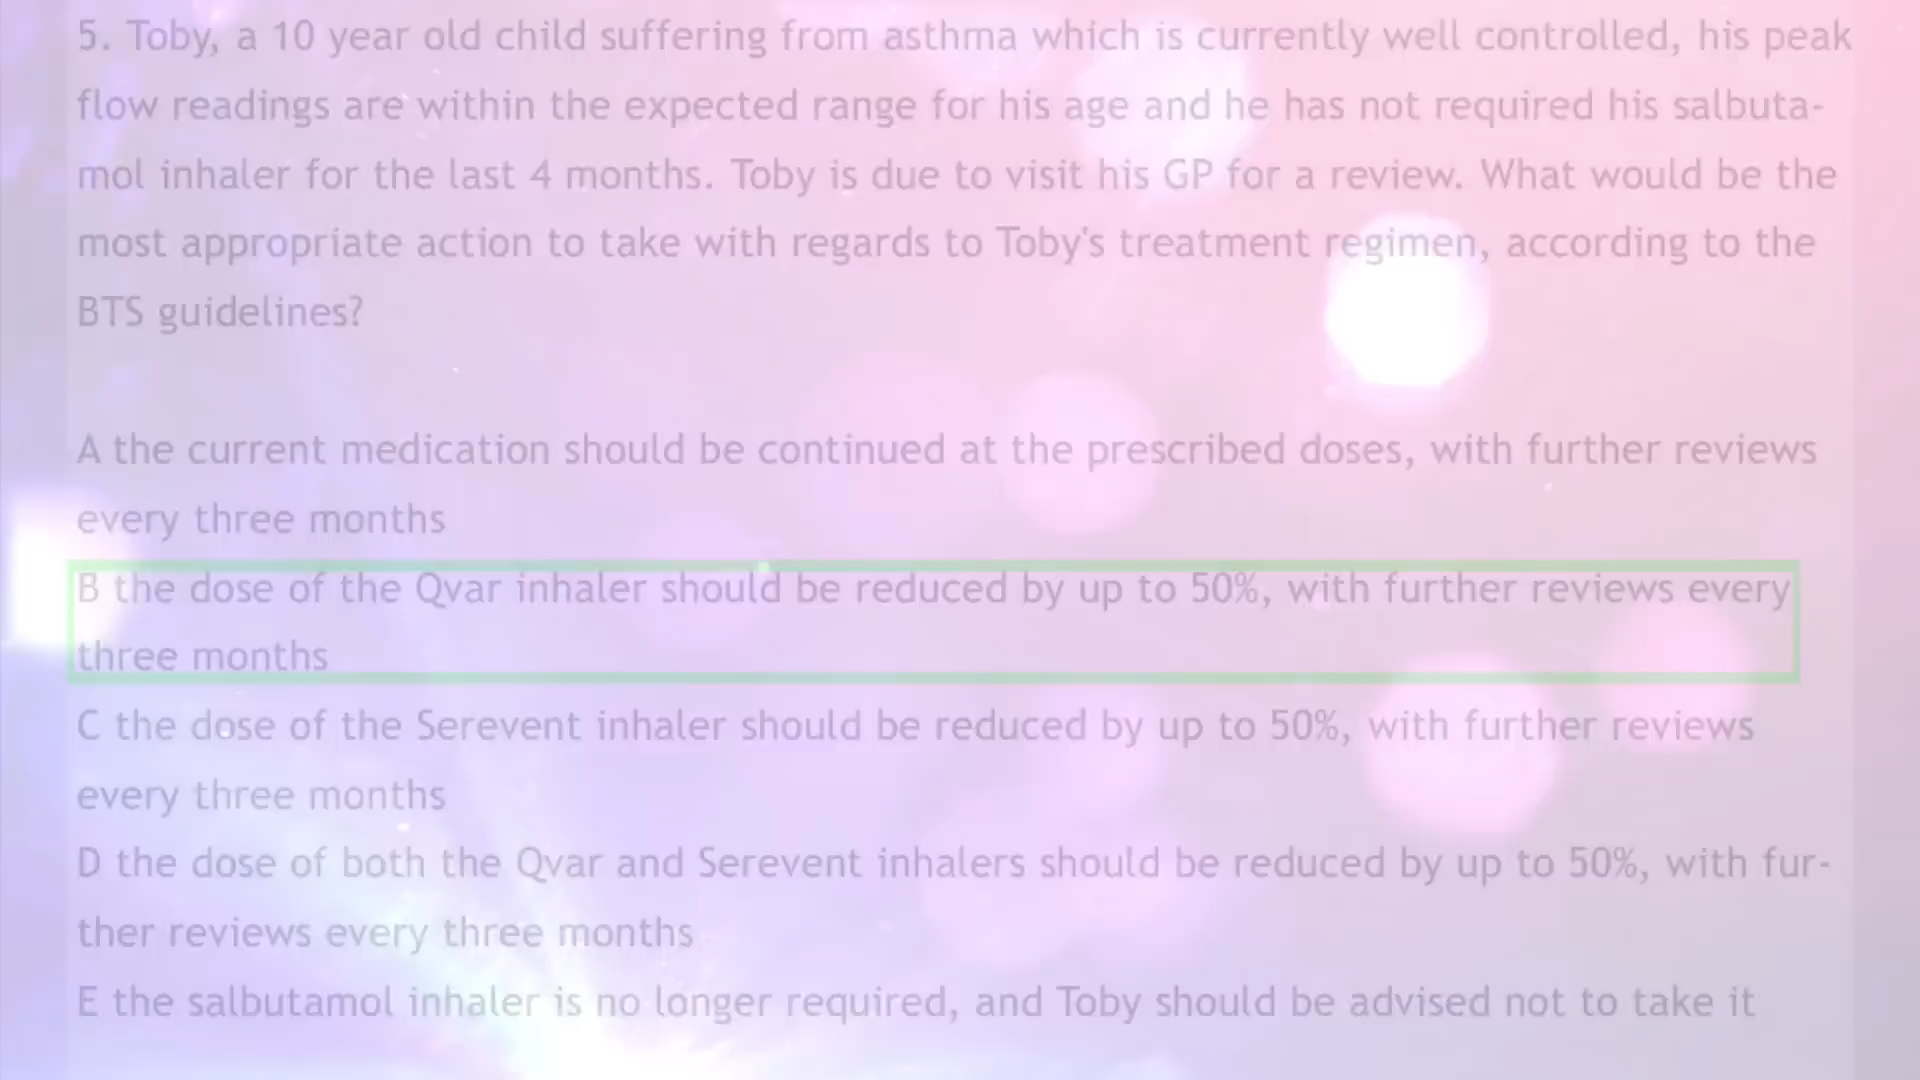 5. Toby, a 10 year old child suffering from asthma which is currently well controlled, his peak
flow readings are within the expected range for his age and he has not required his salbuta-
mol inhaler for the last 4 months. Toby is due to visit his GP for a review. What would be the
most appropriate action to take with regards to Toby's treatment regimen, according to the
BTS guidelines?
A the current medication should be continued at the prescribed doses, with further reviews
every three months
B the dose of the Qvar inhaler should be reduced by up to 50%, with further reviews every
three months
C the dose of the Serevent inhaler should be reduced by up to 50%, with further reviews
every three months
D the dose of both the Qvar and Serevent inhalers should be reduced by up to 50%, with fur-
ther reviews every three months
E the salbutamol inhaler is no longer required, and Toby should be advised not to take it